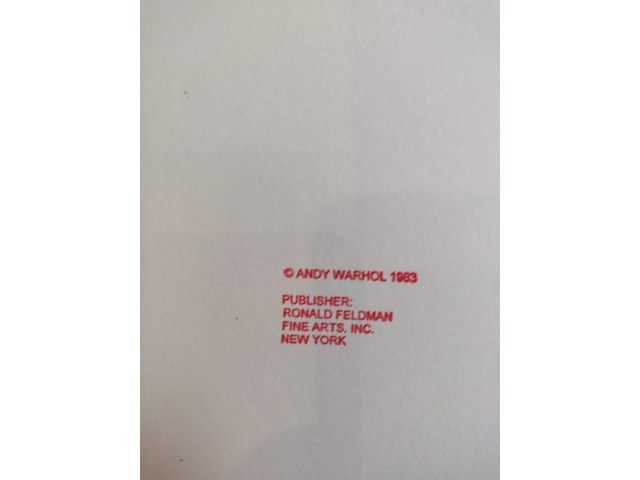 © ANDY WARHOL 1983
PUBLISHER:
RONALD FELDMAN
FINE ARTS. INC.
NEW YORK